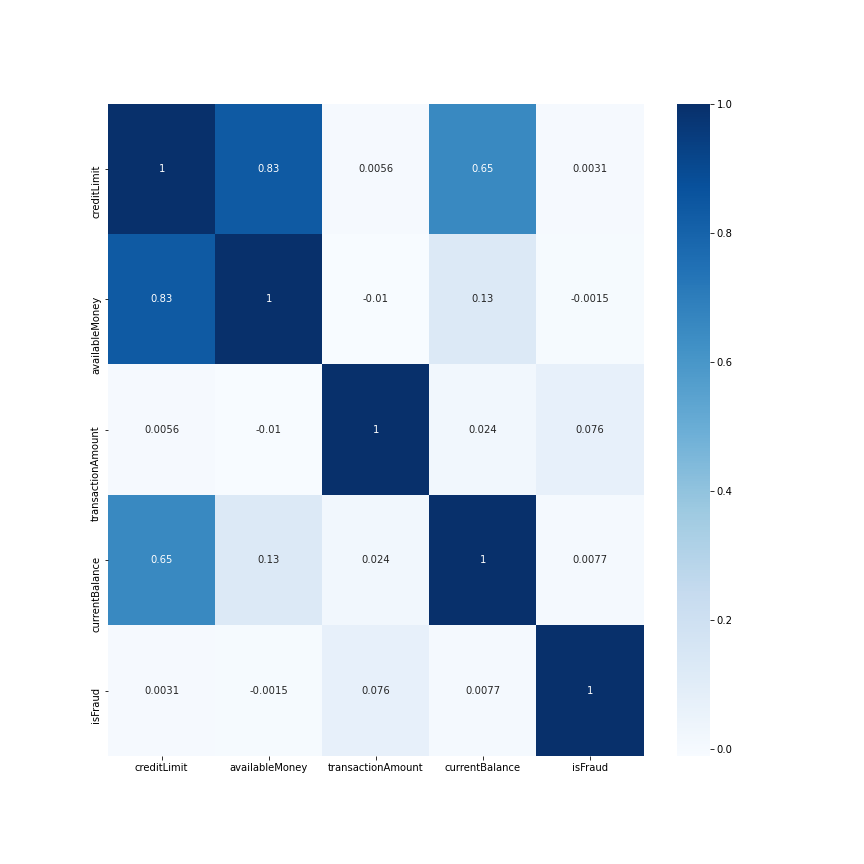 creditLimit 1 0.83 0.0056 0.65 0.0031
availableMoney 0.83 1 -0.01 0.13 -0.0015
transactionAmount 0.0056 -0.01 1 0.024 0.076
currentBalance 0.65 0.13 0.024 1 0.0077
isFraud 0.0031 -0.0015 0.076 0.0077 1
creditLimit availableMoney transactionAmount currentBalance isFraud
1.0
0.8
0.6
0.4
0.2
0.0